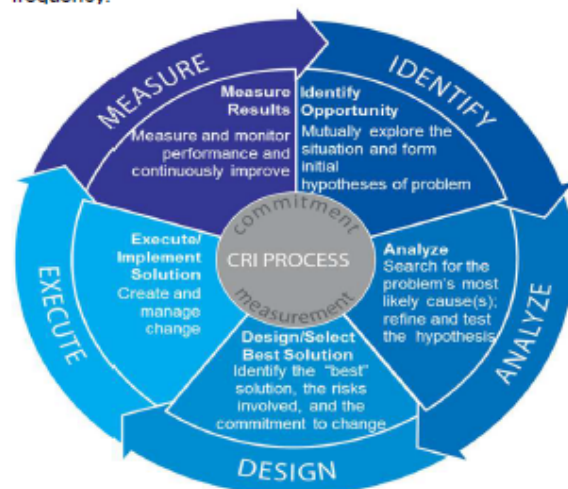 frequency.
MEASURE
IDENTIFY
ANALYZE
DESIGN
EXECUTE
Measure
Results
Measure and monitor
performance and
continuously improve
Identify
Opportunity
Mutually explore the
situation and form
initial
hypotheses of problem
Analyze
Search for the
problem's most
likely cause(s);
refine and test
the hypothesis
Design/Select
Best Solution
Identify the "best"
solution, the risks
involved, and the
commitment to change
Execute/
Implement
Solution
Create and
manage
change
commitment
CRI PROCESS
measurement